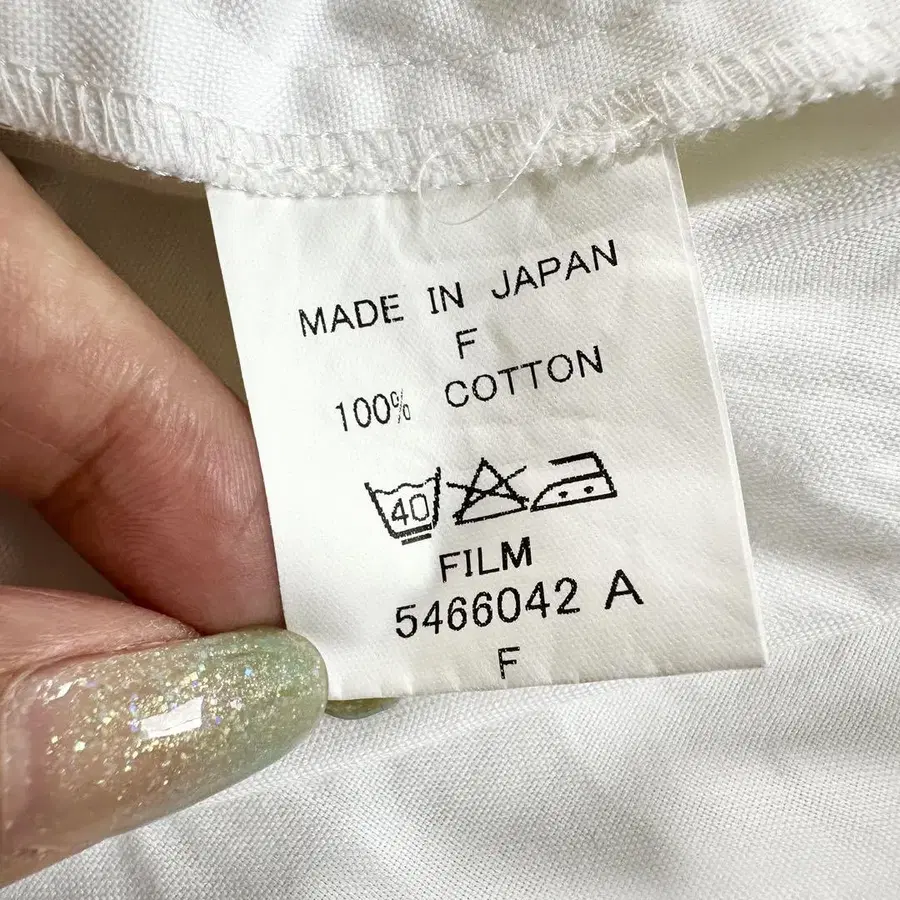 MADE IN JAPAN
F
100% COTTON
40
FILM
5466042 A
F